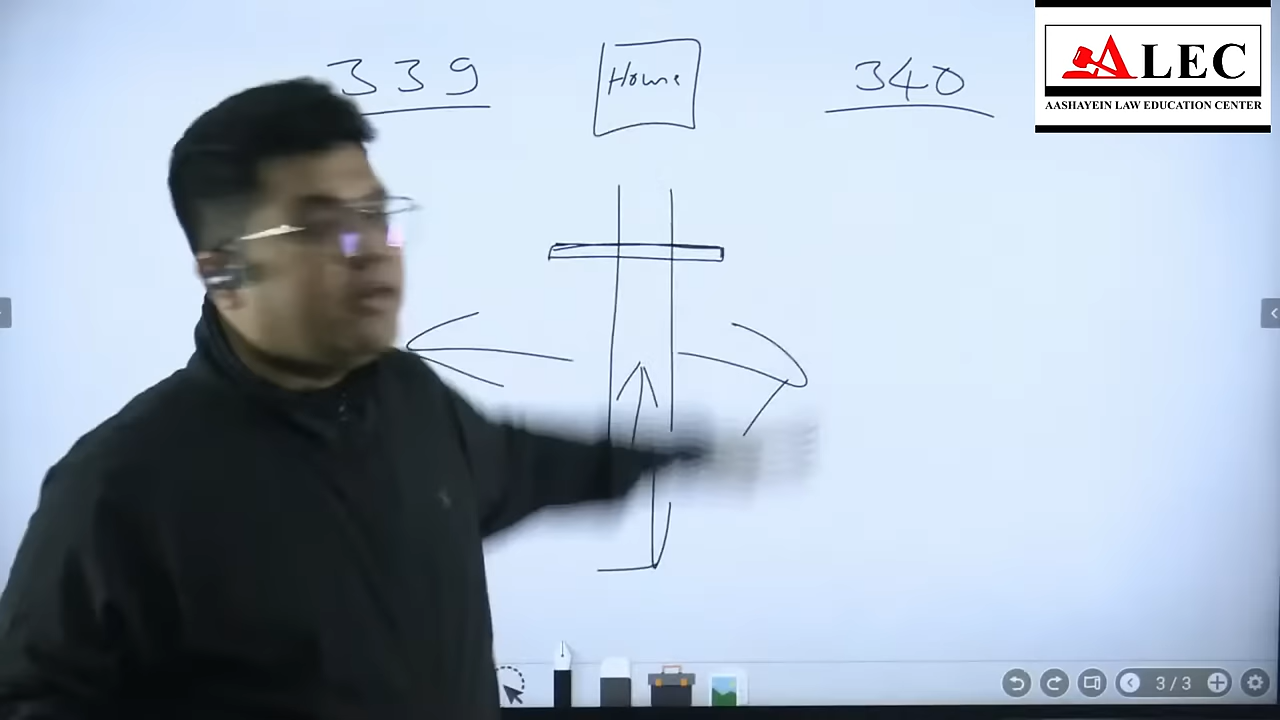 339
Home
340
ALEC
AASHAYEIN LAW EDUCATION CENTER
3 / 3